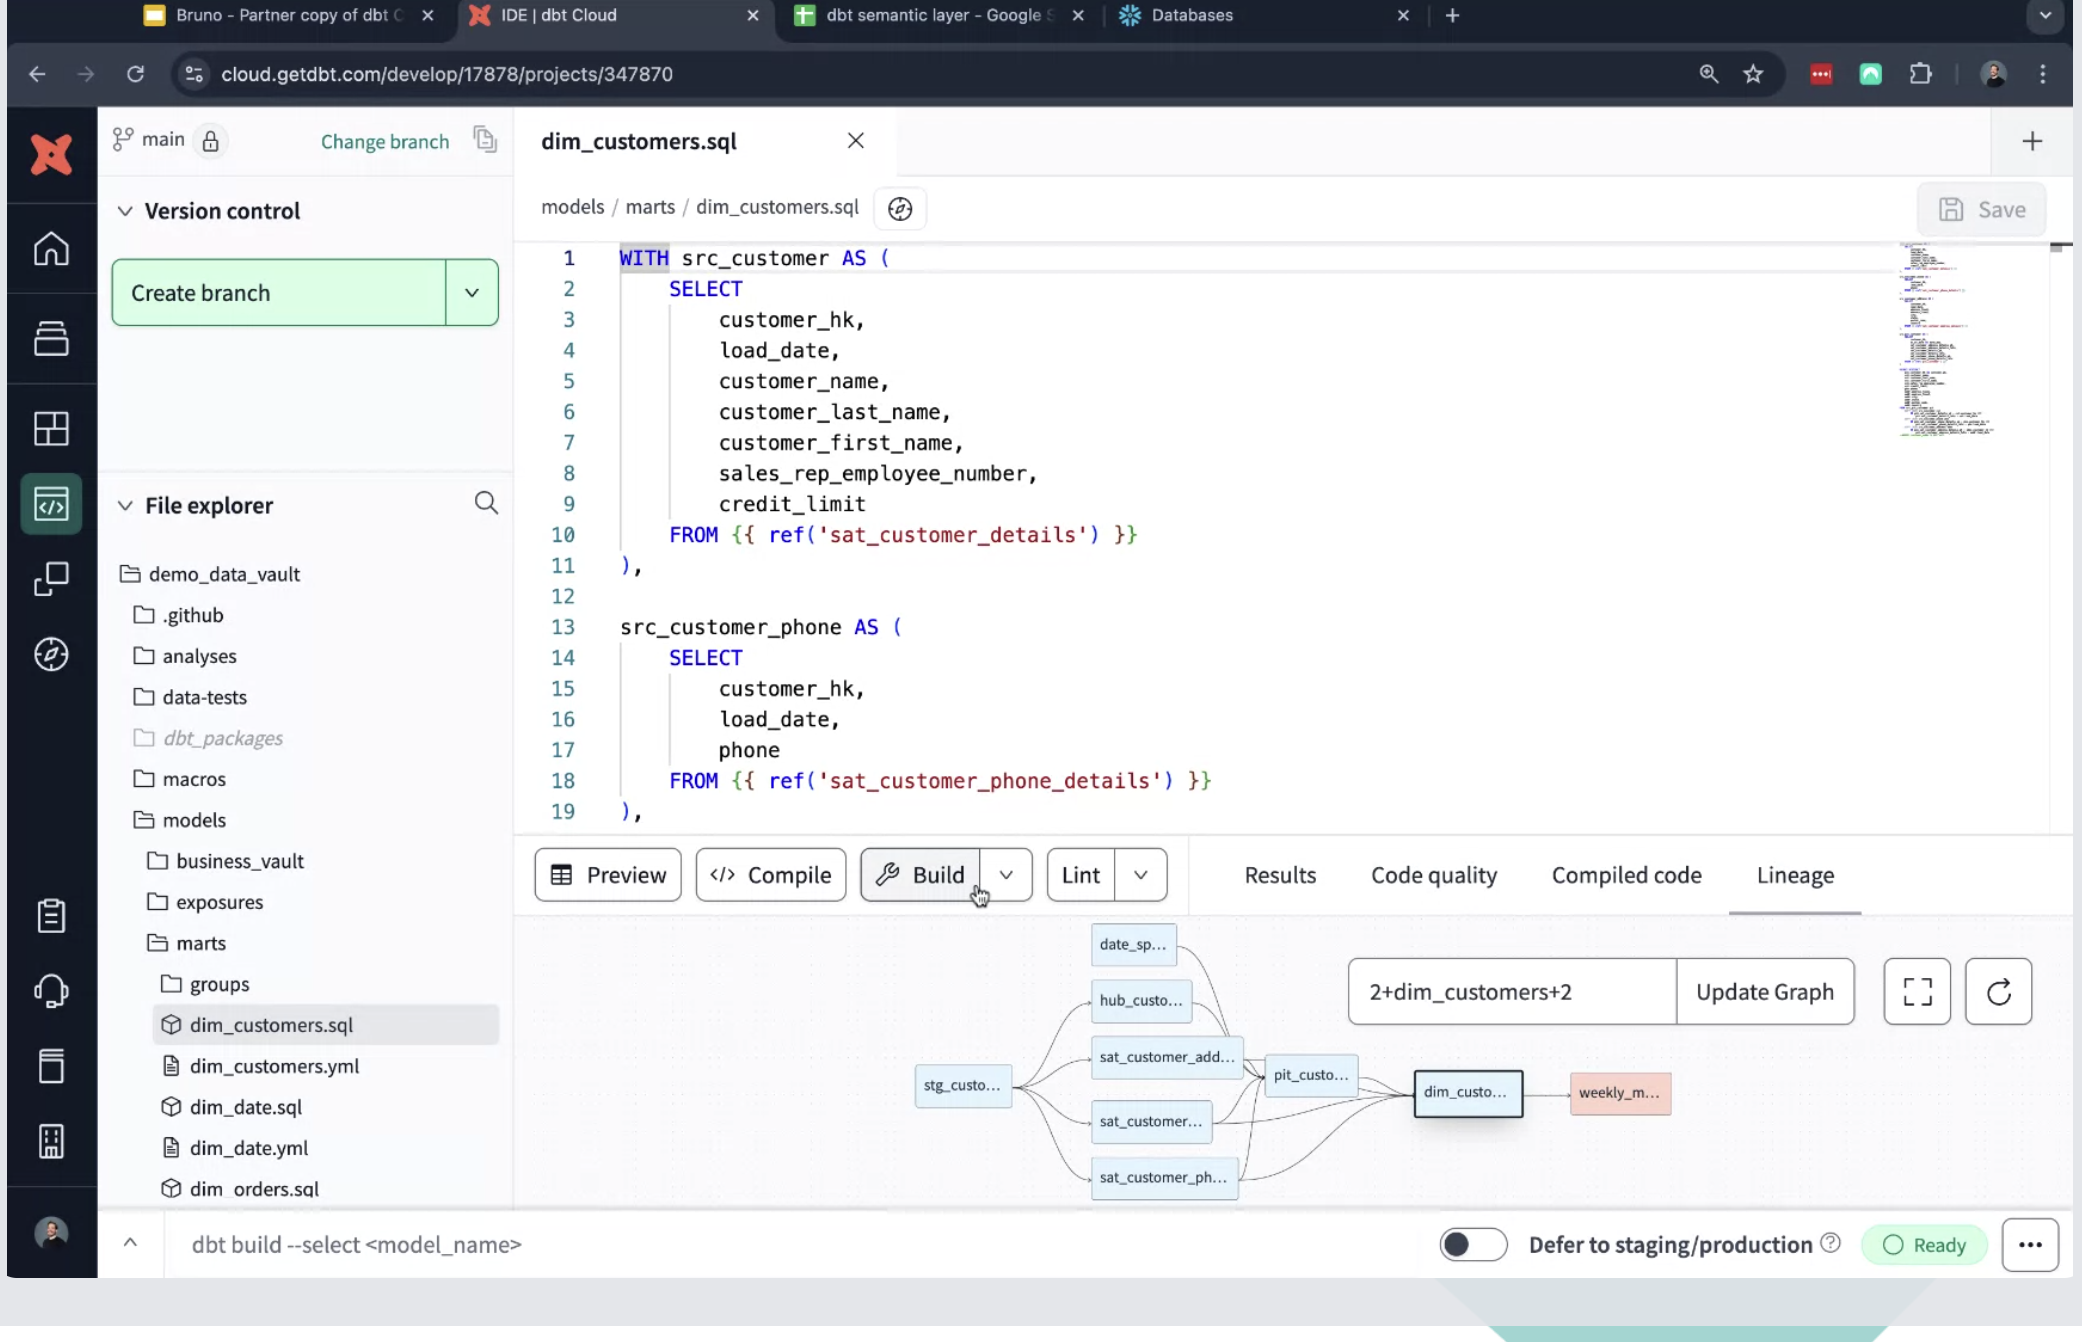 Bruno - Partner copy of dbt C
IDE | dbt Cloud
dbt semantic layer - Google S
Databases
cloud.getdbt.com/develop/17878/projects/347870
main
Change branch
Version control
Create branch
File explorer
demo_data_vault
.github
analyses
data-tests
dbt_packages
macros
models
business_vault
exposures
marts
groups
dim_customers.sql
dim_customers.yml
dim_date.sql
dim_date.yml
dim_orders.sql
dim_customers.sql
models / marts / dim_customers.sql
Save
1 WITH src_customer AS (
2 SELECT
3 customer_hk,
4 load_date,
5 customer_name,
6 customer_last_name,
7 customer_first_name,
8 sales_rep_employee_number,
9 credit_limit
10 FROM {{ ref('sat_customer_details') }}
11 ),
12
13 src_customer_phone AS (
14 SELECT
15 customer_hk,
16 load_date,
17 phone
18 FROM {{ ref('sat_customer_phone_details') }}
19 ),
Preview
Compile
Build
Lint
Results
Code quality
Compiled code
Lineage
date_sp...
hub_custo...
sat_customer_add...
stg_custo...
pit_custo...
dim_custo...
weekly_m...
sat_customer...
sat_customer_ph...
2+dim_customers+2
Update Graph
dbt build --select <model_name>
Defer to staging/production
Ready